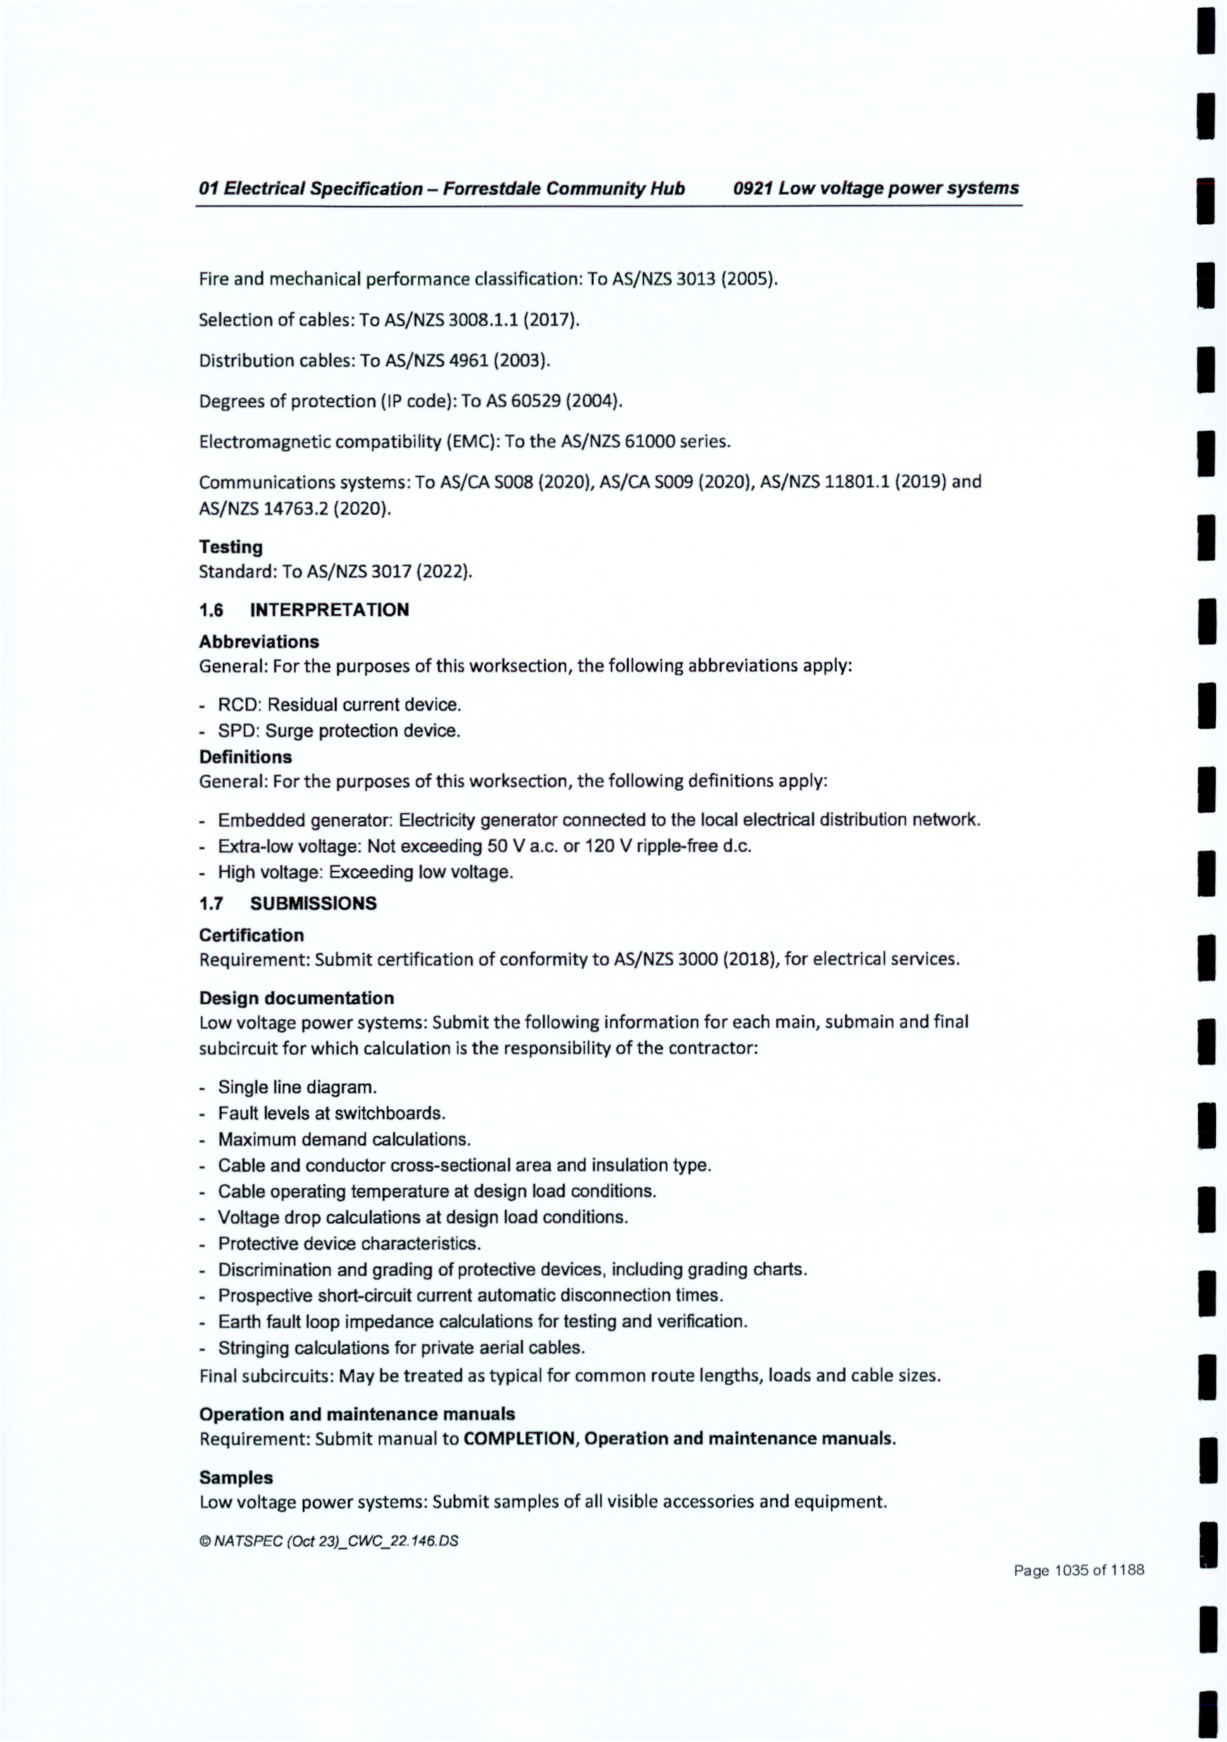 01 Electrical Specification – Forrestdale Community Hub 0921 Low voltage power systems
Fire and mechanical performance classification: To AS/NZS 3013 (2005).
Selection of cables: To AS/NZS 3008.1.1 (2017).
Distribution cables: To AS/NZS 4961 (2003).
Degrees of protection (IP code): To AS 60529 (2004).
Electromagnetic compatibility (EMC): To the AS/NZS 61000 series.
Communications systems: To AS/CA S008 (2020), AS/CA S009 (2020), AS/NZS 11801.1 (2019) and
AS/NZS 14763.2 (2020).
Testing
Standard: To AS/NZS 3017 (2022).
1.6 INTERPRETATION
Abbreviations
General: For the purposes of this worksection, the following abbreviations apply:
- RCD: Residual current device.
- SPD: Surge protection device.
Definitions
General: For the purposes of this worksection, the following definitions apply:
- Embedded generator: Electricity generator connected to the local electrical distribution network.
- Extra-low voltage: Not exceeding 50 V a.c. or 120 V ripple-free d.c.
- High voltage: Exceeding low voltage.
1.7 SUBMISSIONS
Certification
Requirement: Submit certification of conformity to AS/NZS 3000 (2018), for electrical services.
Design documentation
Low voltage power systems: Submit the following information for each main, submain and final
subcircuit for which calculation is the responsibility of the contractor:
- Single line diagram.
- Fault levels at switchboards.
- Maximum demand calculations.
- Cable and conductor cross-sectional area and insulation type.
- Cable operating temperature at design load conditions.
- Voltage drop calculations at design load conditions.
- Protective device characteristics.
- Discrimination and grading of protective devices, including grading charts.
- Prospective short-circuit current automatic disconnection times.
- Earth fault loop impedance calculations for testing and verification.
- Stringing calculations for private aerial cables.
Final subcircuits: May be treated as typical for common route lengths, loads and cable sizes.
Operation and maintenance manuals
Requirement: Submit manual to COMPLETION, Operation and maintenance manuals.
Samples
Low voltage power systems: Submit samples of all visible accessories and equipment.
© NATSPEC (Oct 23)_CWC_22.146.DS
Page 1035 of 1188